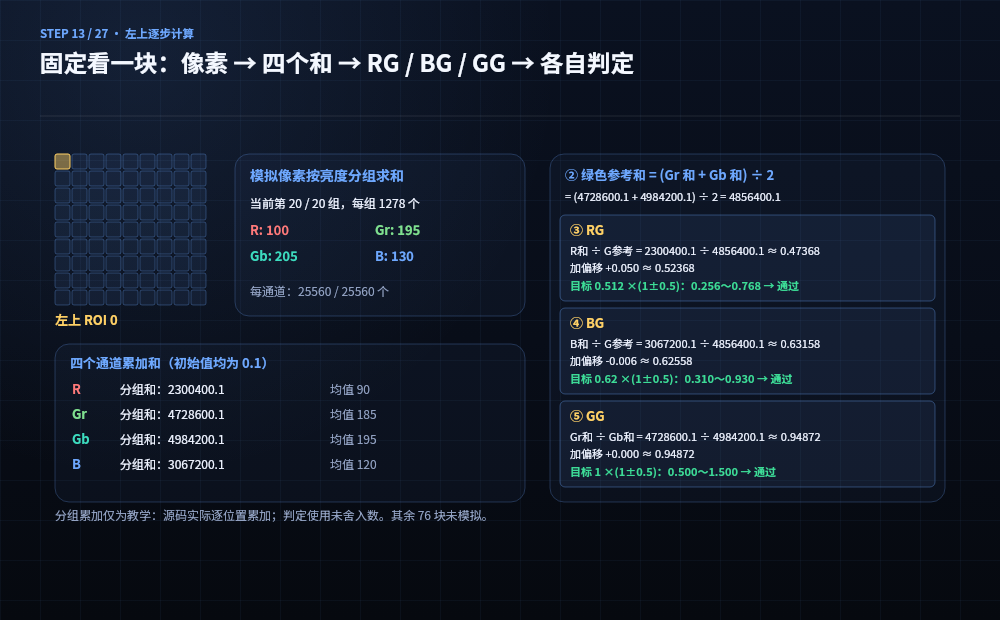 STEP 13 / 27 · 左上逐步计算
固定看一块：像素 → 四个和 → RG / BG / GG → 各自判定
模拟像素按亮度分组求和
当前第 20 / 20 组，每组 1278 个
R: 100
Gr: 195
Gb: 205
B: 130
每通道：25560 / 25560 个
左上 ROI 0
四个通道累加和（初始值均为 0.1）
R 分组和：2300400.1 均值 90
Gr 分组和：4728600.1 均值 185
Gb 分组和：4984200.1 均值 195
B 分组和：3067200.1 均值 120
② 绿色参考和 = (Gr 和 + Gb 和) ÷ 2
= (4728600.1 + 4984200.1) ÷ 2 = 4856400.1
③ RG
R和 ÷ G参考 = 2300400.1 ÷ 4856400.1 ≈ 0.47368
加偏移 +0.050 ≈ 0.52368
目标 0.512 ×(1±0.5)：0.256～0.768 → 通过
④ BG
B和 ÷ G参考 = 3067200.1 ÷ 4856400.1 ≈ 0.63158
加偏移 -0.006 ≈ 0.62558
目标 0.62 ×(1±0.5)：0.310～0.930 → 通过
⑤ GG
Gr和 ÷ Gb和 = 4728600.1 ÷ 4984200.1 ≈ 0.94872
加偏移 +0.000 ≈ 0.94872
目标 1 ×(1±0.5)：0.500～1.500 → 通过
分组累加仅为教学：源码实际逐位置累加；判定使用未舍入数。其余 76 块未模拟。